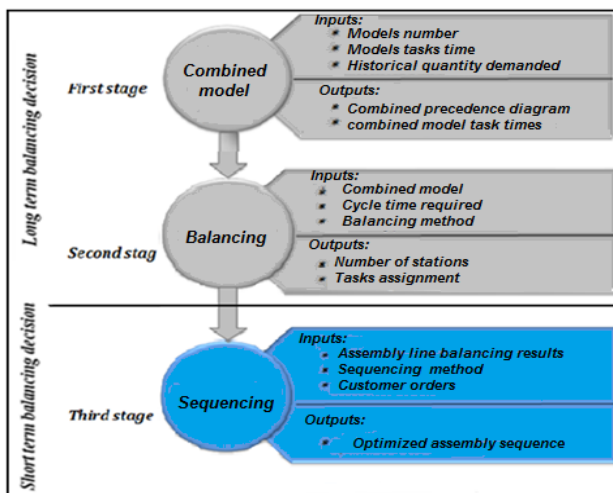 Long term balancing decision
First stage
Combined
model
Inputs:
Models number
Models tasks time
Historical quantity demanded
Outputs:
Combined precedence diagram
combined model task times
Second stag
Balancing
Inputs:
Combined model
Cycle time required
Balancing method
Outputs:
Number of stations
Tasks assignment
Short term balancing decision
Third stage
Sequencing
Inputs:
Assembly line balancing results
Sequencing method
Customer orders
Outputs:
Optimized assembly sequence